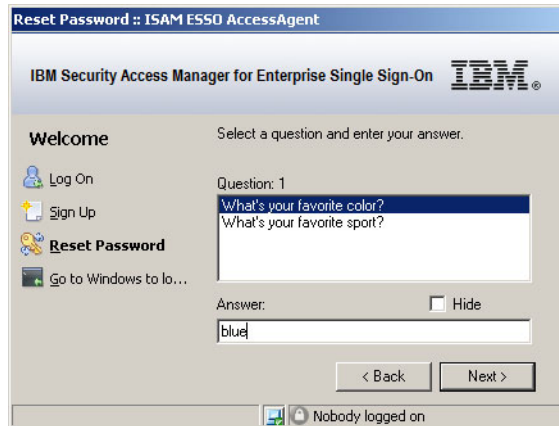 Reset Password :: ISAM ESSO AccessAgent
IBM Security Access Manager for Enterprise Single Sign-On
IBM®
Welcome
Log On
Sign Up
Reset Password
Go to Windows to lo...
Select a question and enter your answer.
Question: 1
What's your favorite color?
What's your favorite sport?
Answer:
Hide
blue
< Back
Next >
Nobody logged on